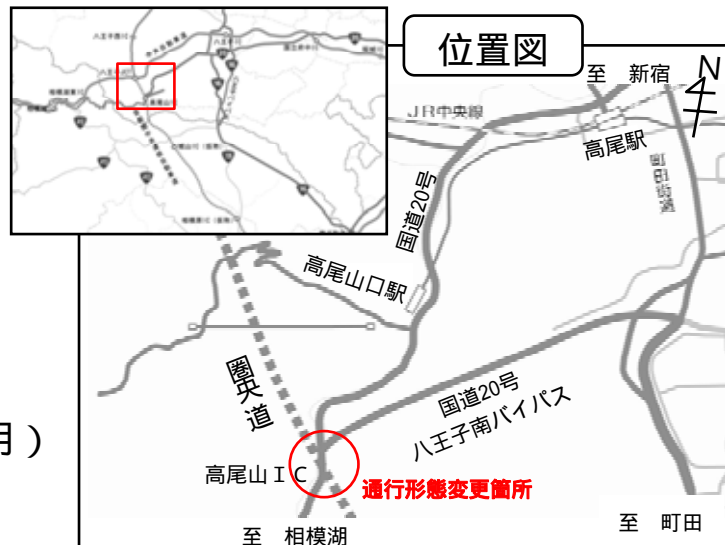 位置図
至 新宿
N
JR中央線
高尾駅
町田街道
国道20号
高尾山口駅
圏央道
国道20号
八王子南バイパス
月）
高尾山IC
通行形態変更箇所
至 相模湖
至 町田